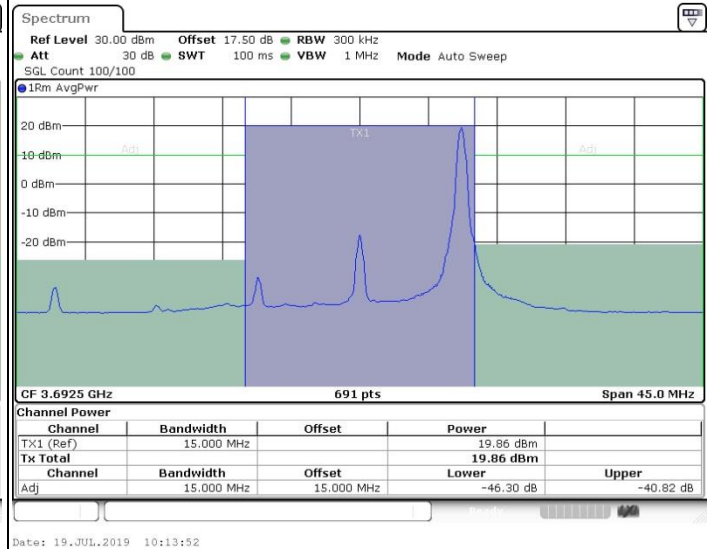 Spectrum
Ref Level 30.00 dBm Offset 17.50 dB RBW 300 kHz
Att 30 dB SWT 100 ms VBW 1 MHz Mode Auto Sweep
SGL Count 100/100
1Rm AvgPwr
20 dBm
TX1
Adj
Adj
10 dBm
0 dBm
-10 dBm
-20 dBm
CF 3.6925 GHz 691 pts Span 45.0 MHz
Channel Power
Channel Bandwidth Offset Power
TX1 (Ref) 15.000 MHz 19.86 dBm
Tx Total 19.86 dBm
Channel Bandwidth Offset Lower Upper
Adj 15.000 MHz 15.000 MHz -46.30 dB -40.82 dB
Ready
Date: 19.JUL.2019 10:13:52